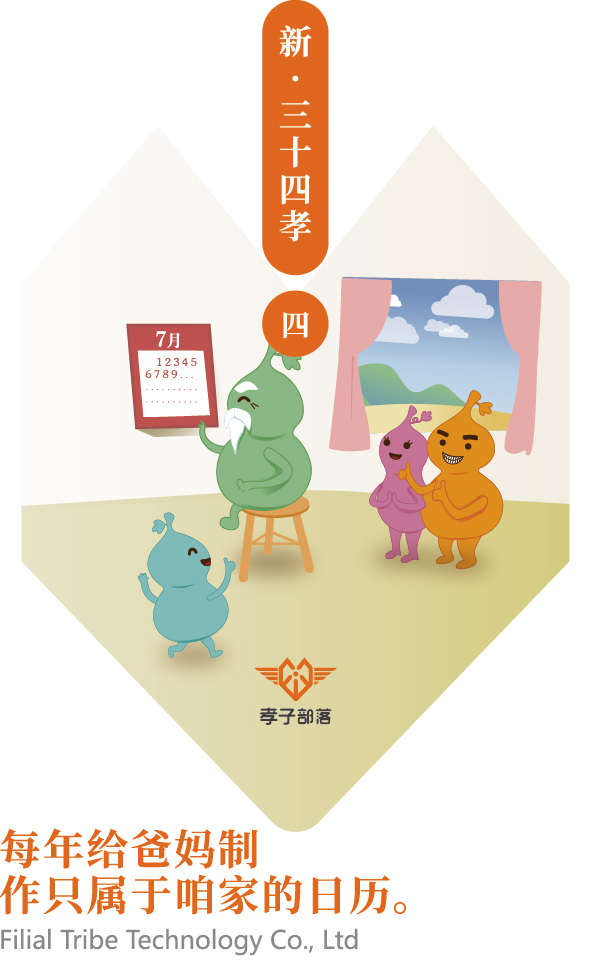 新·三十四孝
四
7月
12345
6789...
..........
..........
孝子部落
每年给爸妈制
作只属于咱家的日历。
Filial Tribe Technology Co., Ltd